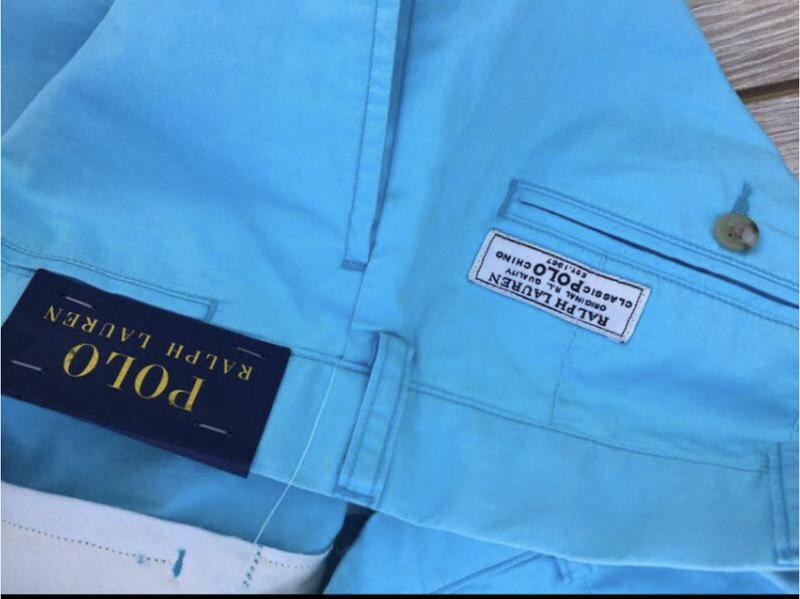 POLO
RALPH LAUREN
RALPH LAUREN
ORIGINAL R.L. QUALITY
CLASSIC POLO CHINO
EST. 1967